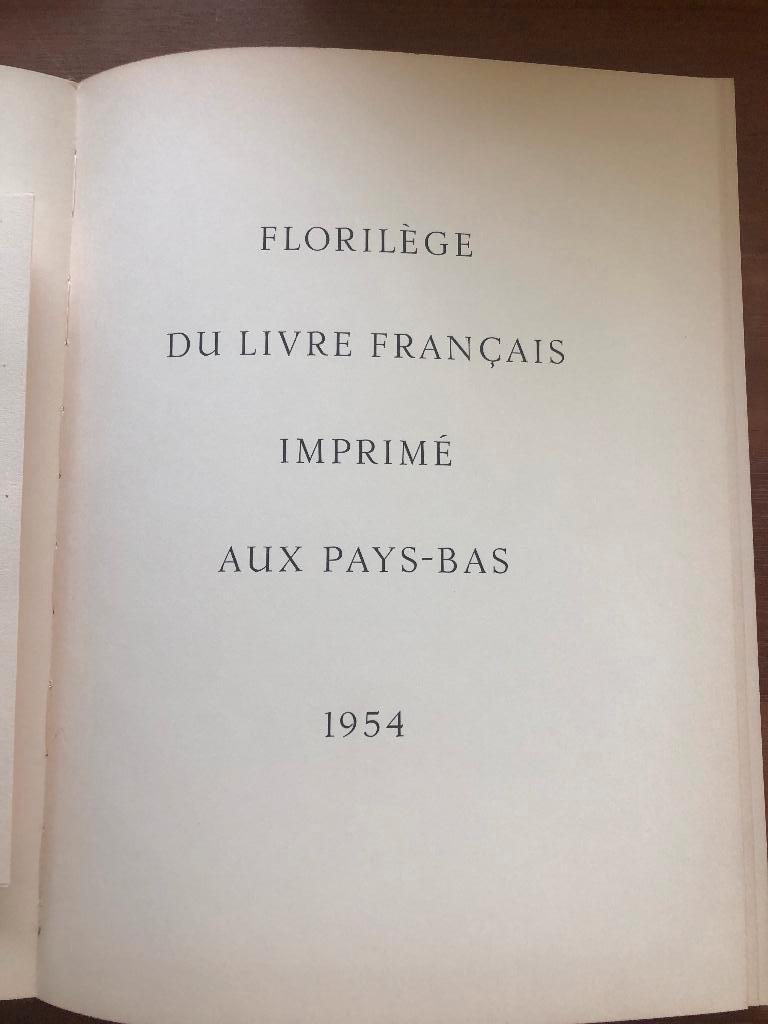 FLORILÈGE
DU LIVRE FRANÇAIS
IMPRIMÉ
AUX PAYS-BAS
1954